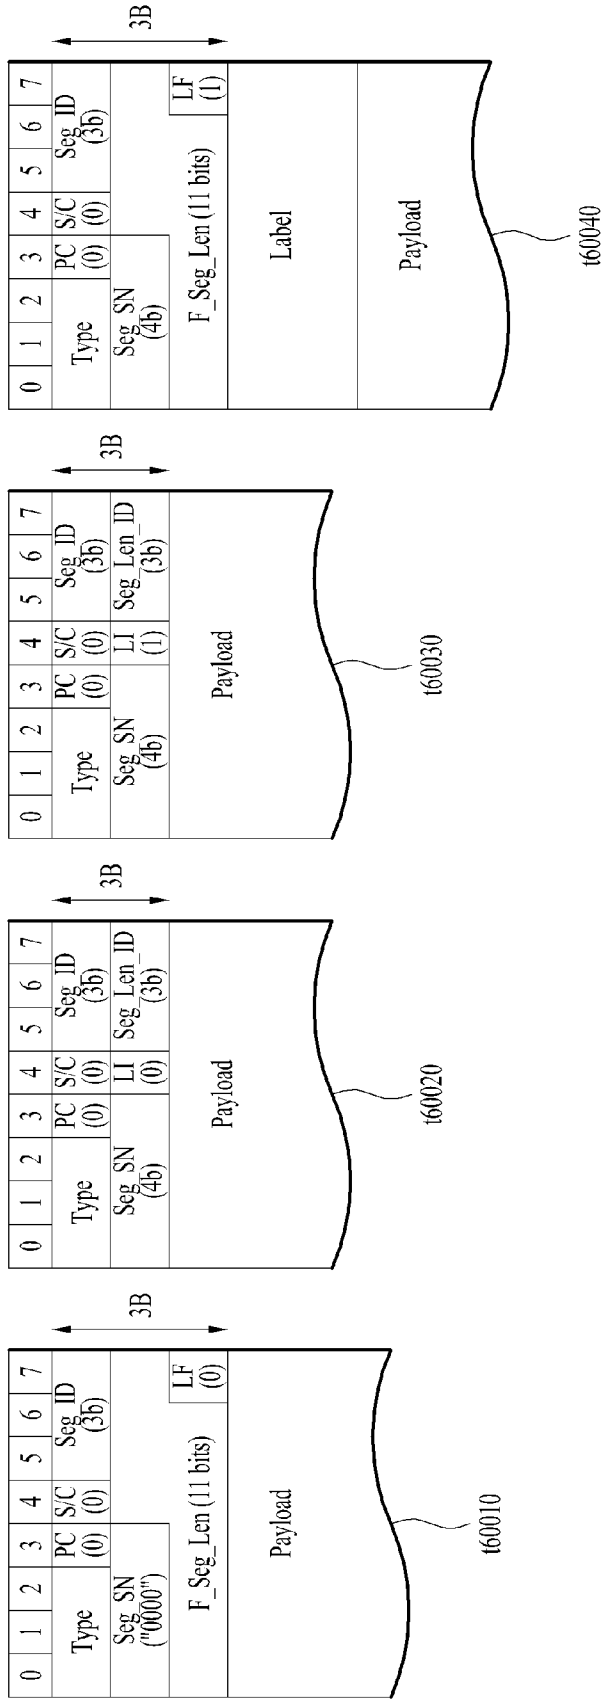 0 1 2 3 4 5 6 7
Type PC S/C Seg_ID
(0) (0) (3b)
Seg_SN
("0000")
F_Seg_Len (11 bits) LF
(0)
Payload
3B
t60010
0 1 2 3 4 5 6 7
Type PC S/C Seg_ID
(0) (0) (3b)
Seg_SN LI Seg_Len_ID
(4b) (0) (3b)
Payload
3B
t60020
0 1 2 3 4 5 6 7
Type PC S/C Seg_ID
(0) (0) (3b)
Seg_SN LI Seg_Len_ID
(4b) (1) (3b)
Payload
3B
t60030
0 1 2 3 4 5 6 7
Type PC S/C Seg_ID
(0) (0) (3b)
Seg_SN
(4b)
F_Seg_Len (11 bits) LF
(1)
Label
Payload
3B
t60040